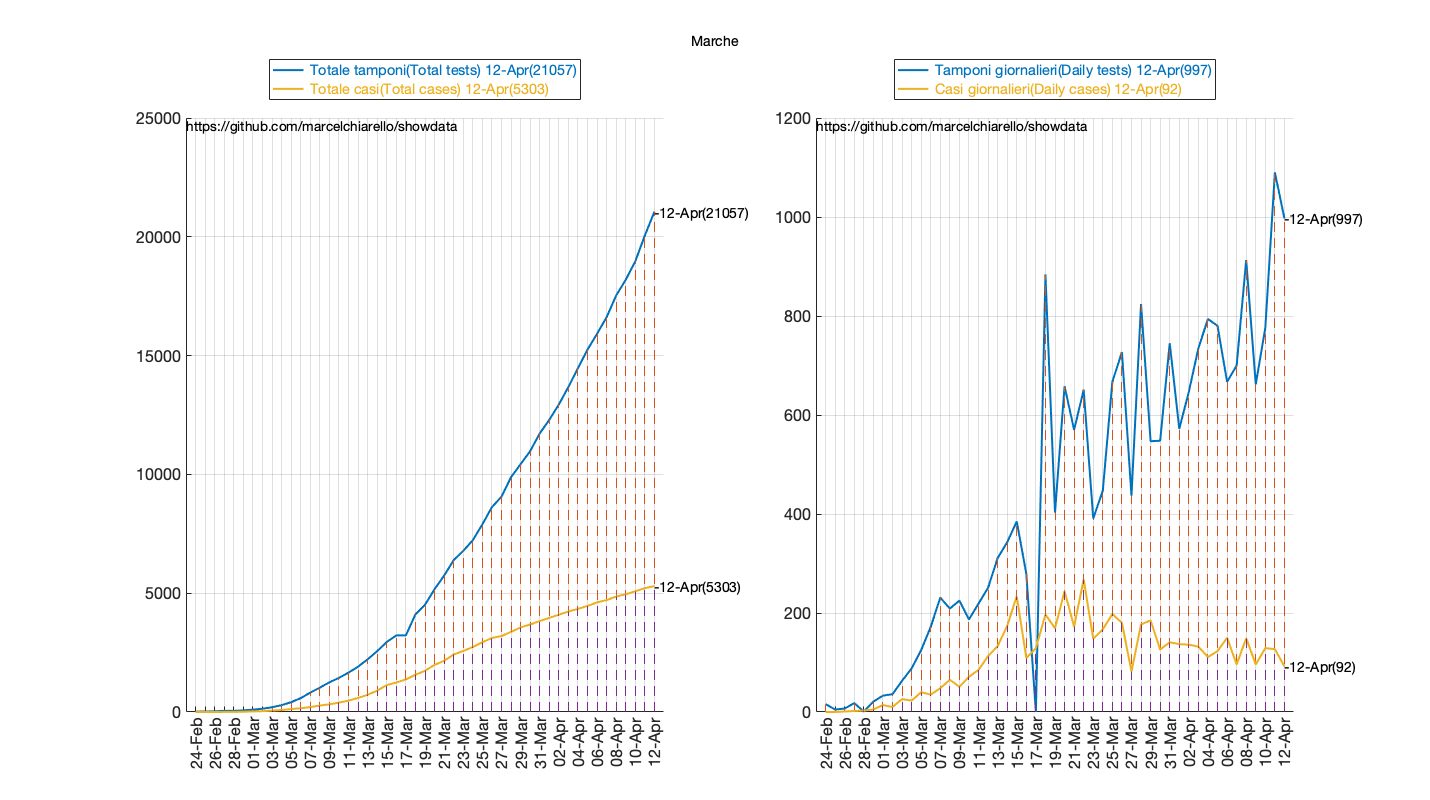 Marche
Totale tamponi(Total tests) 12-Apr(21057)
Totale casi(Total cases) 12-Apr(5303)
25000
20000
15000
10000
5000
0
https://github.com/marcelchiarello/showdata
12-Apr(21057)
12-Apr(5303)
24-Feb
26-Feb
28-Feb
01-Mar
03-Mar
05-Mar
07-Mar
09-Mar
11-Mar
13-Mar
15-Mar
17-Mar
19-Mar
21-Mar
23-Mar
25-Mar
27-Mar
29-Mar
31-Mar
02-Apr
04-Apr
06-Apr
08-Apr
10-Apr
12-Apr
Tamponi giornalieri(Daily tests) 12-Apr(997)
Casi giornalieri(Daily cases) 12-Apr(92)
1200
1000
800
600
400
200
0
https://github.com/marcelchiarello/showdata
12-Apr(997)
12-Apr(92)
24-Feb
26-Feb
28-Feb
01-Mar
03-Mar
05-Mar
07-Mar
09-Mar
11-Mar
13-Mar
15-Mar
17-Mar
19-Mar
21-Mar
23-Mar
25-Mar
27-Mar
29-Mar
31-Mar
02-Apr
04-Apr
06-Apr
08-Apr
10-Apr
12-Apr